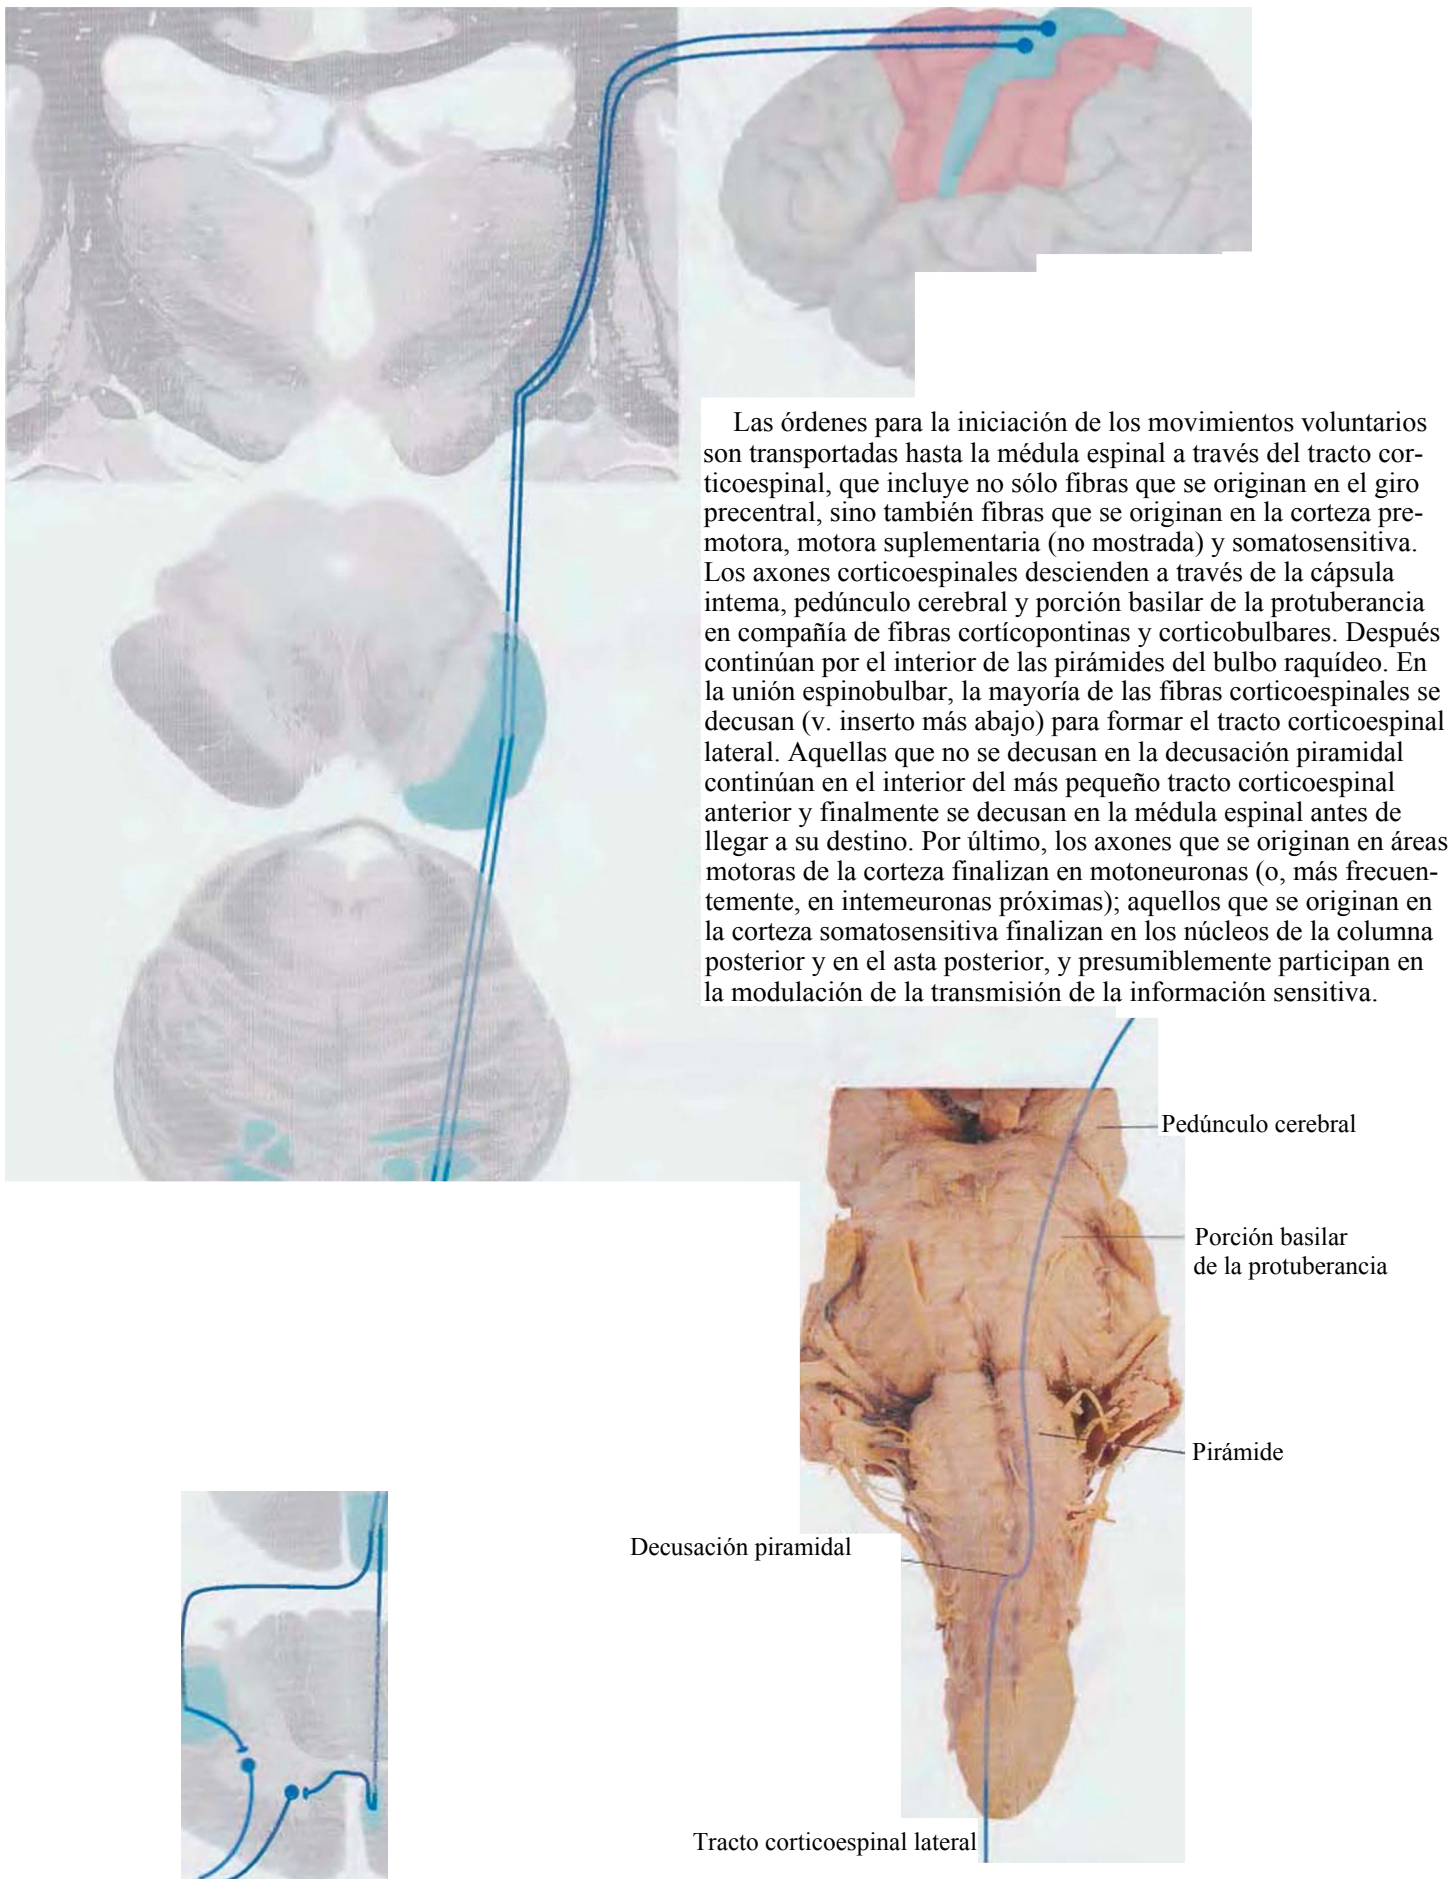 Las órdenes para la iniciación de los movimientos voluntarios
son transportadas hasta la médula espinal a través del tracto cor-
ticoespinal, que incluye no sólo fibras que se originan en el giro
precentral, sino también fibras que se originan en la corteza pre-
motora, motora suplementaria (no mostrada) y somatosensitiva.
Los axones corticoespinales descienden a través de la cápsula
intema, pedúnculo cerebral y porción basilar de la protuberancia
en compañía de fibras cortícopontinas y corticobulbares. Después
continúan por el interior de las pirámides del bulbo raquídeo. En
la unión espinobulbar, la mayoría de las fibras corticoespinales se
decusan (v. inserto más abajo) para formar el tracto corticoespinal
lateral. Aquellas que no se decusan en la decusación piramidal
continúan en el interior del más pequeño tracto corticoespinal
anterior y finalmente se decusan en la médula espinal antes de
llegar a su destino. Por último, los axones que se originan en áreas
motoras de la corteza finalizan en motoneuronas (o, más frecuen-
temente, en intemeuronas próximas); aquellos que se originan en
la corteza somatosensitiva finalizan en los núcleos de la columna
posterior y en el asta posterior, y presumiblemente participan en
la modulación de la transmisión de la información sensitiva.
Pedúnculo cerebral
Porción basilar
de la protuberancia
Pirámide
Decusación piramidal
Tracto corticoespinal lateral